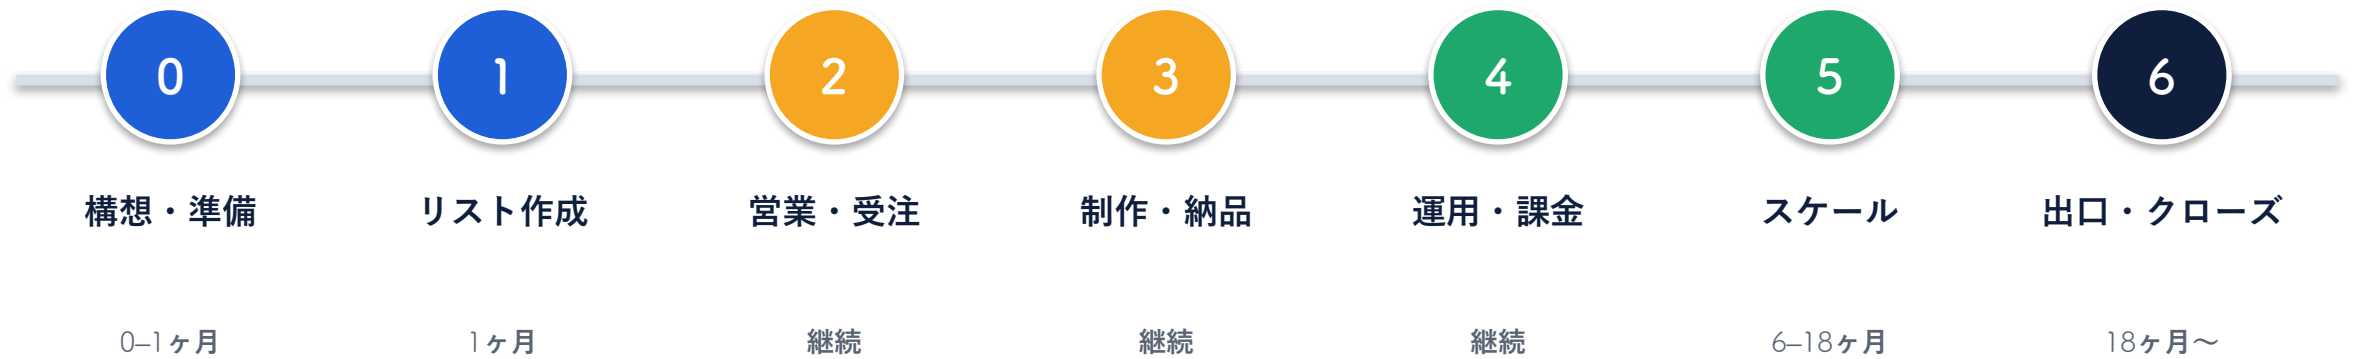 0 1 2 3 4 5 6
構想・準備 リスト作成 営業・受注 制作・納品 運用・課金 スケール 出口・クローズ
0–1ヶ月 1ヶ月 継続 継続 継続 6–18ヶ月 18ヶ月〜